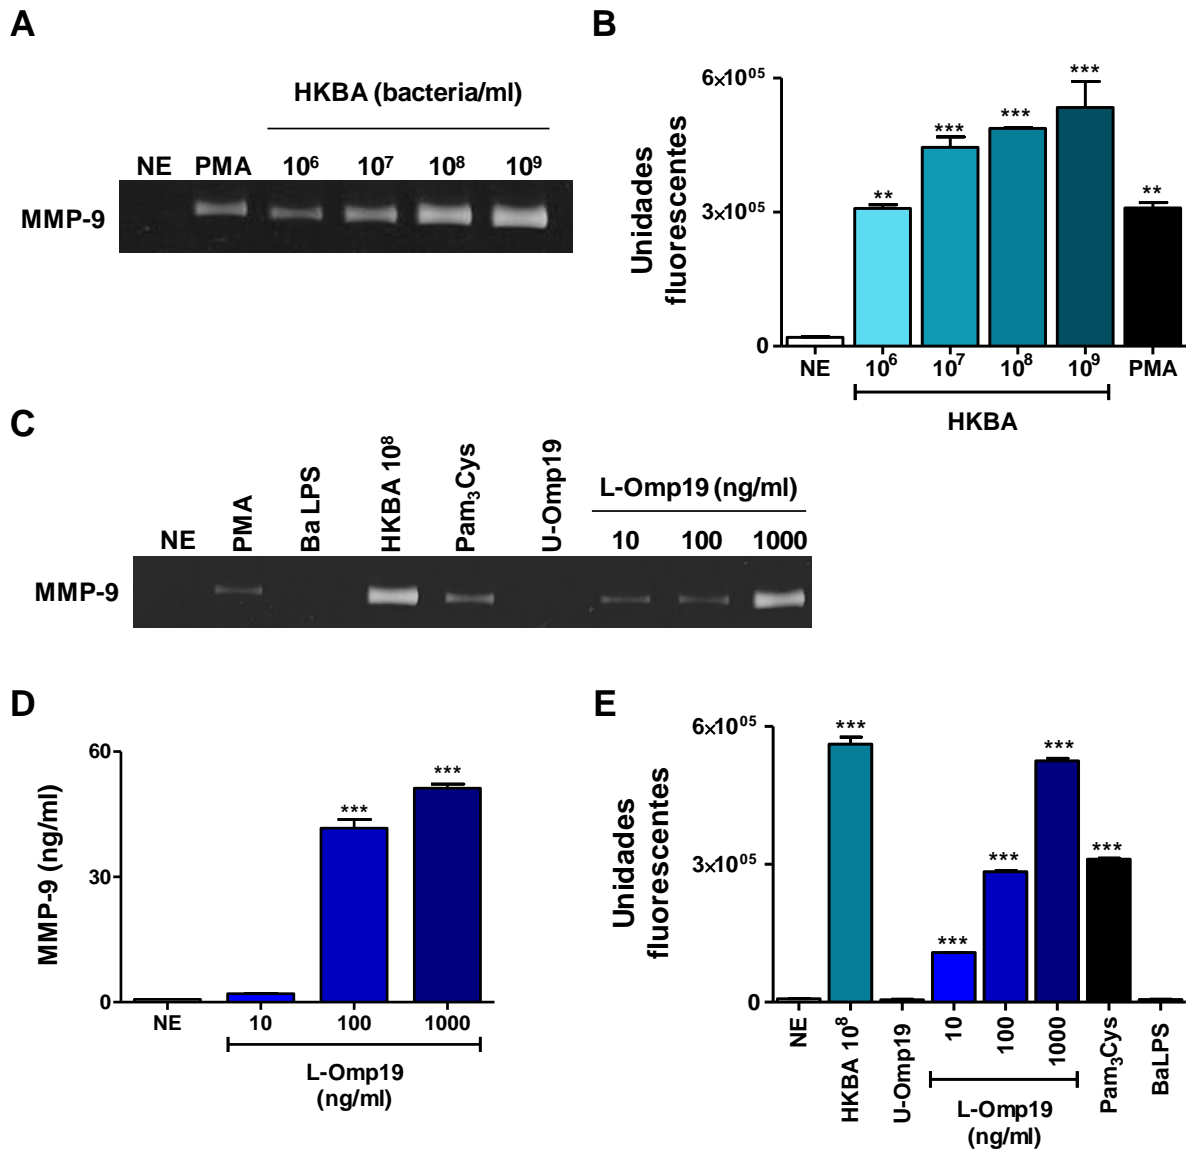 A
HKBA (bacteria/ml)
NE PMA 10⁶ 10⁷ 10⁸ 10⁹
MMP-9
B
Unidades
fluorescentes
6×10⁰⁵
3×10⁰⁵
0
** *** *** *** **
NE 10⁶ 10⁷ 10⁸ 10⁹ PMA
HKBA
C
NE PMA Ba LPS HKBA 10⁸ Pam₃Cys U-Omp19
L-Omp19 (ng/ml)
10 100 1000
MMP-9
D
MMP-9 (ng/ml)
60
30
0
*** ***
NE 10 100 1000
L-Omp19
(ng/ml)
E
Unidades
fluorescentes
6×10⁰⁵
3×10⁰⁵
0
*** *** *** *** ***
NE HKBA 10⁸ U-Omp19 10 100 1000 Pam₃Cys BaLPS
L-Omp19
(ng/ml)